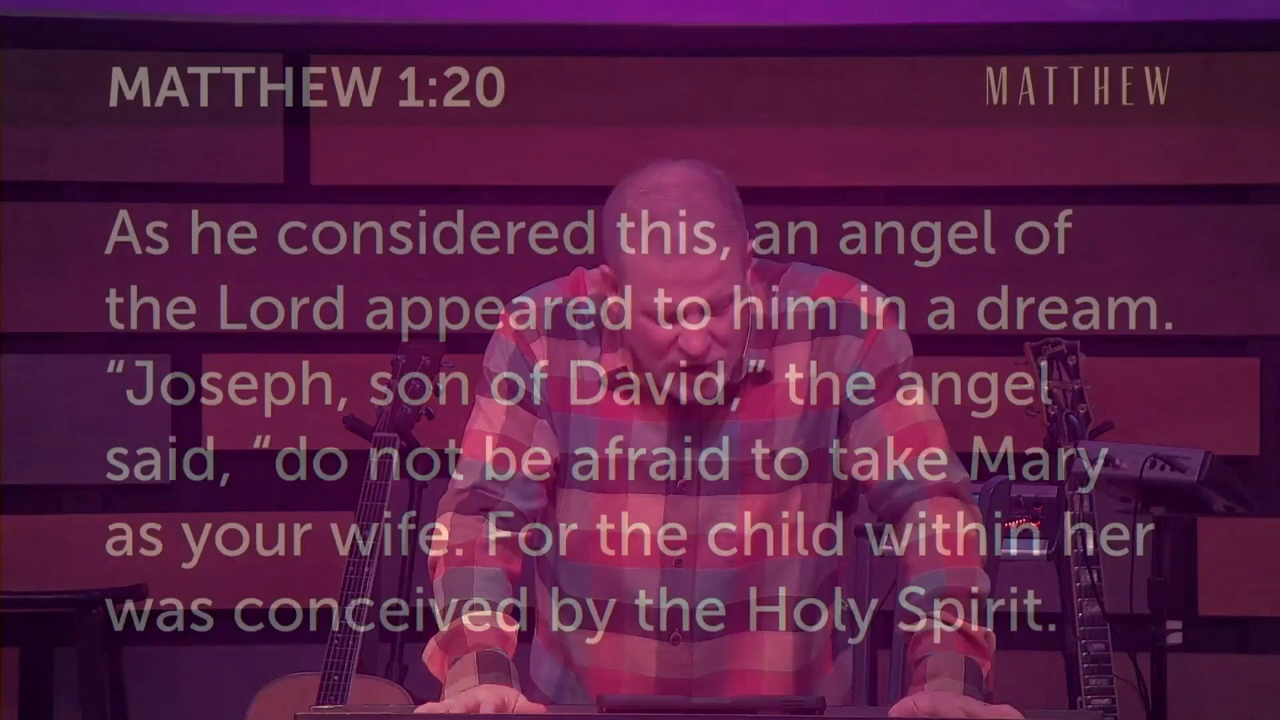 MATTHEW 1:20
MATTHEW
As he considered this, an angel of
the Lord appeared to him in a dream.
“Joseph, son of David,” the angel
said, “do not be afraid to take Mary
as your wife. For the child within her
was conceived by the Holy Spirit.